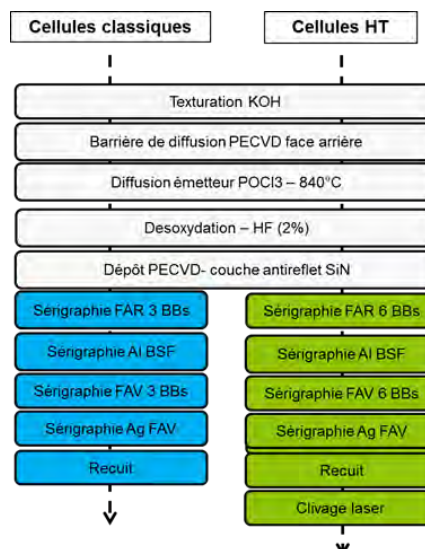 Cellules classiques
Cellules HT
Texturation KOH
Barrière de diffusion PECVD face arrière
Diffusion émetteur POCl3 – 840°C
Desoxydation – HF (2%)
Dépôt PECVD- couche antireflet SiN
Sérigraphie FAR 3 BBs
Sérigraphie FAR 6 BBs
Sérigraphie Al BSF
Sérigraphie Al BSF
Sérigraphie FAV 3 BBs
Sérigraphie FAV 6 BBs
Sérigraphie Ag FAV
Sérigraphie Ag FAV
Recuit
Recuit
Clivage laser